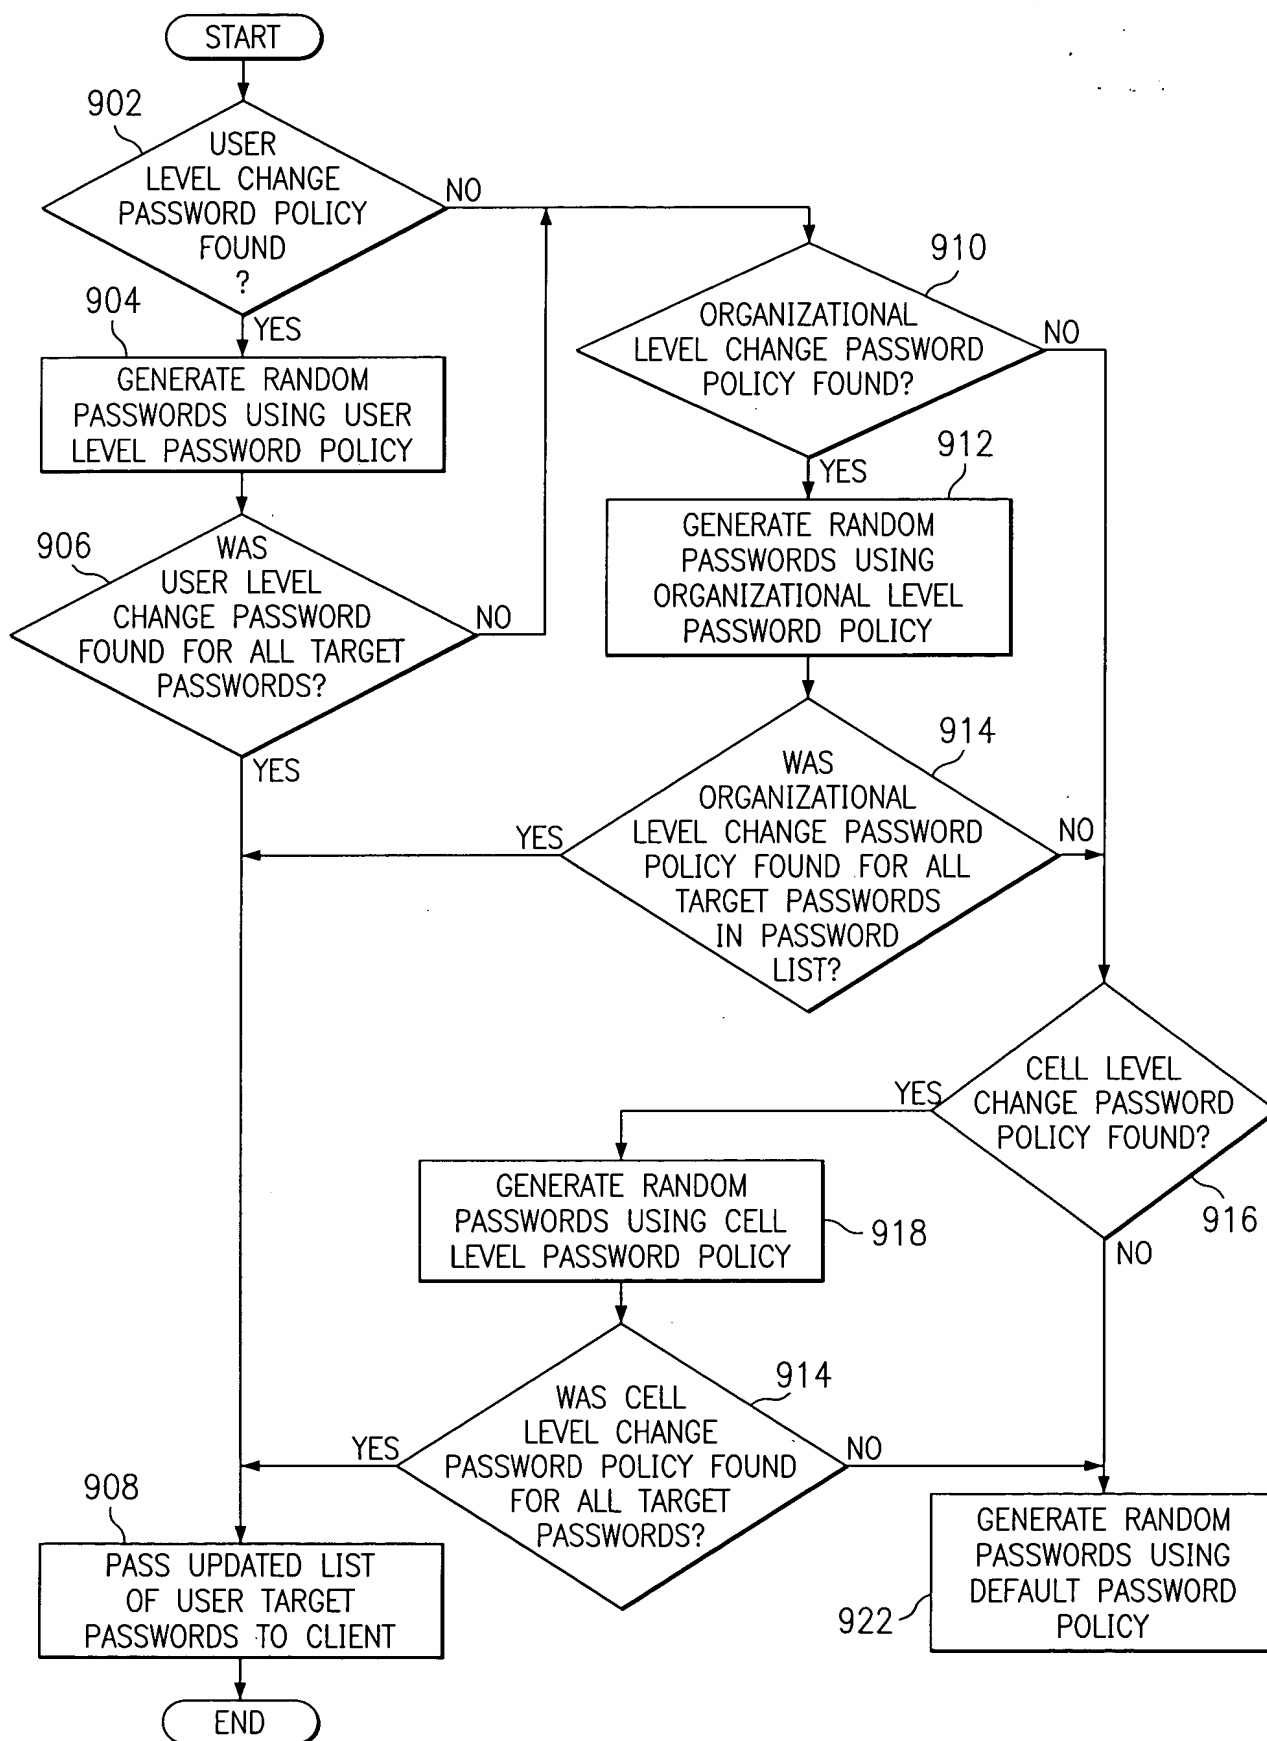 START
902
USER
LEVEL CHANGE
PASSWORD POLICY
FOUND
?
NO
YES
904
GENERATE RANDOM
PASSWORDS USING USER
LEVEL PASSWORD POLICY
906
WAS
USER LEVEL
CHANGE PASSWORD
FOUND FOR ALL TARGET
PASSWORDS?
NO
YES
910
ORGANIZATIONAL
LEVEL CHANGE PASSWORD
POLICY FOUND?
NO
YES
912
GENERATE RANDOM
PASSWORDS USING
ORGANIZATIONAL LEVEL
PASSWORD POLICY
914
WAS
ORGANIZATIONAL
LEVEL CHANGE PASSWORD
POLICY FOUND FOR ALL
TARGET PASSWORDS
IN PASSWORD
LIST?
YES
NO
CELL LEVEL
CHANGE PASSWORD
POLICY FOUND?
916
YES
NO
GENERATE RANDOM
PASSWORDS USING CELL
LEVEL PASSWORD POLICY
918
914
WAS CELL
LEVEL CHANGE
PASSWORD POLICY FOUND
FOR ALL TARGET
PASSWORDS?
YES
NO
GENERATE RANDOM
PASSWORDS USING
DEFAULT PASSWORD
POLICY
922
908
PASS UPDATED LIST
OF USER TARGET
PASSWORDS TO CLIENT
END